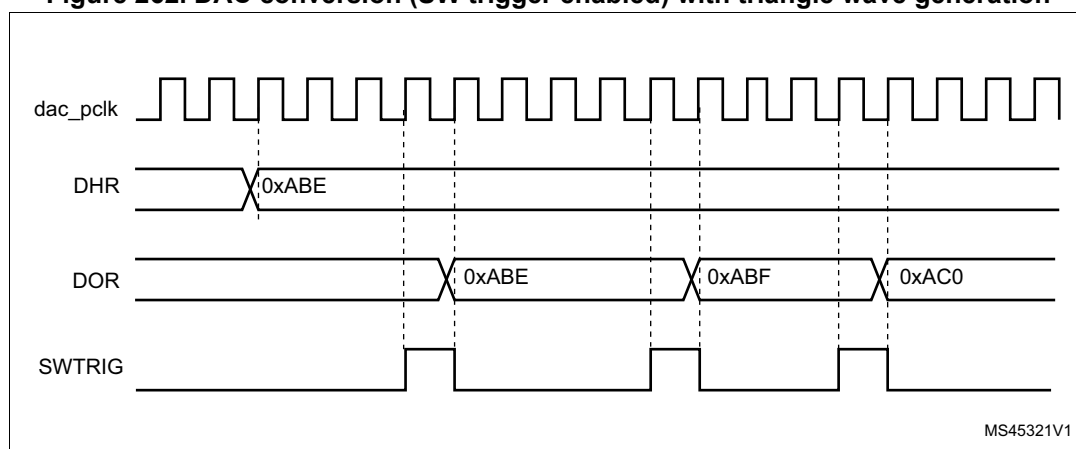 Figure 262. DAC conversion (SW trigger enabled) with triangle wave generation
dac_pclk
DHR
0xABE
DOR
0xABE
0xABF
0xAC0
SWTRIG
MS45321V1